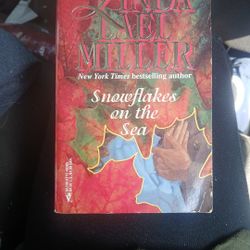 LINDA
LAEL
MILLER
New York Times bestselling author
Snowflakes
on the
Sea